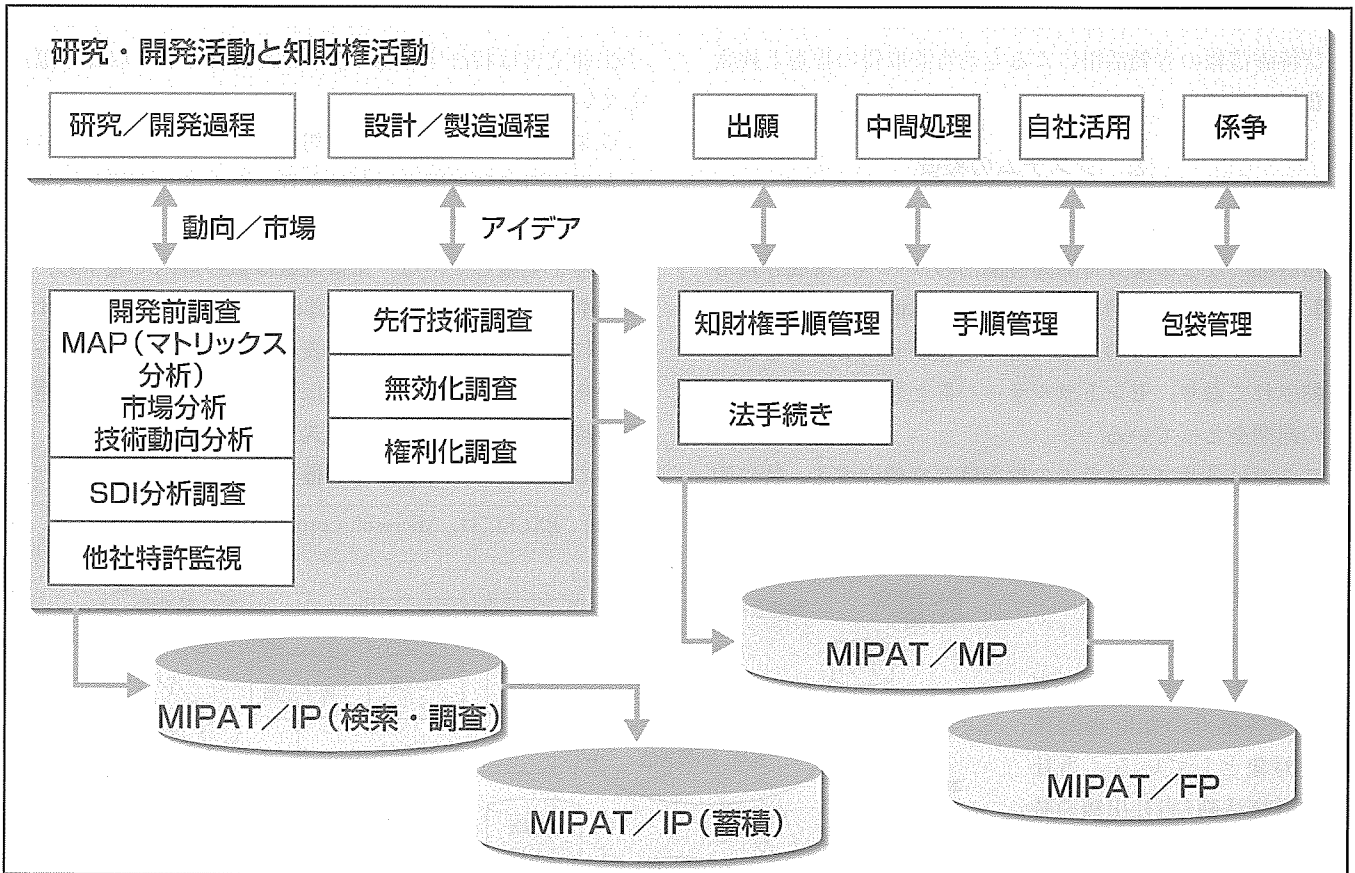 研究・開発活動と知財権活動
研究／開発過程
設計／製造過程
出願
中間処理
自社活用
係争
動向／市場
アイデア
開発前調査
MAP（マトリックス
分析）
市場分析
技術動向分析
SDI分析調査
他社特許監視
先行技術調査
無効化調査
権利化調査
知財権手順管理
手順管理
包袋管理
法手続き
MIPAT／IP（検索・調査）
MIPAT／IP（蓄積）
MIPAT／MP
MIPAT／FP